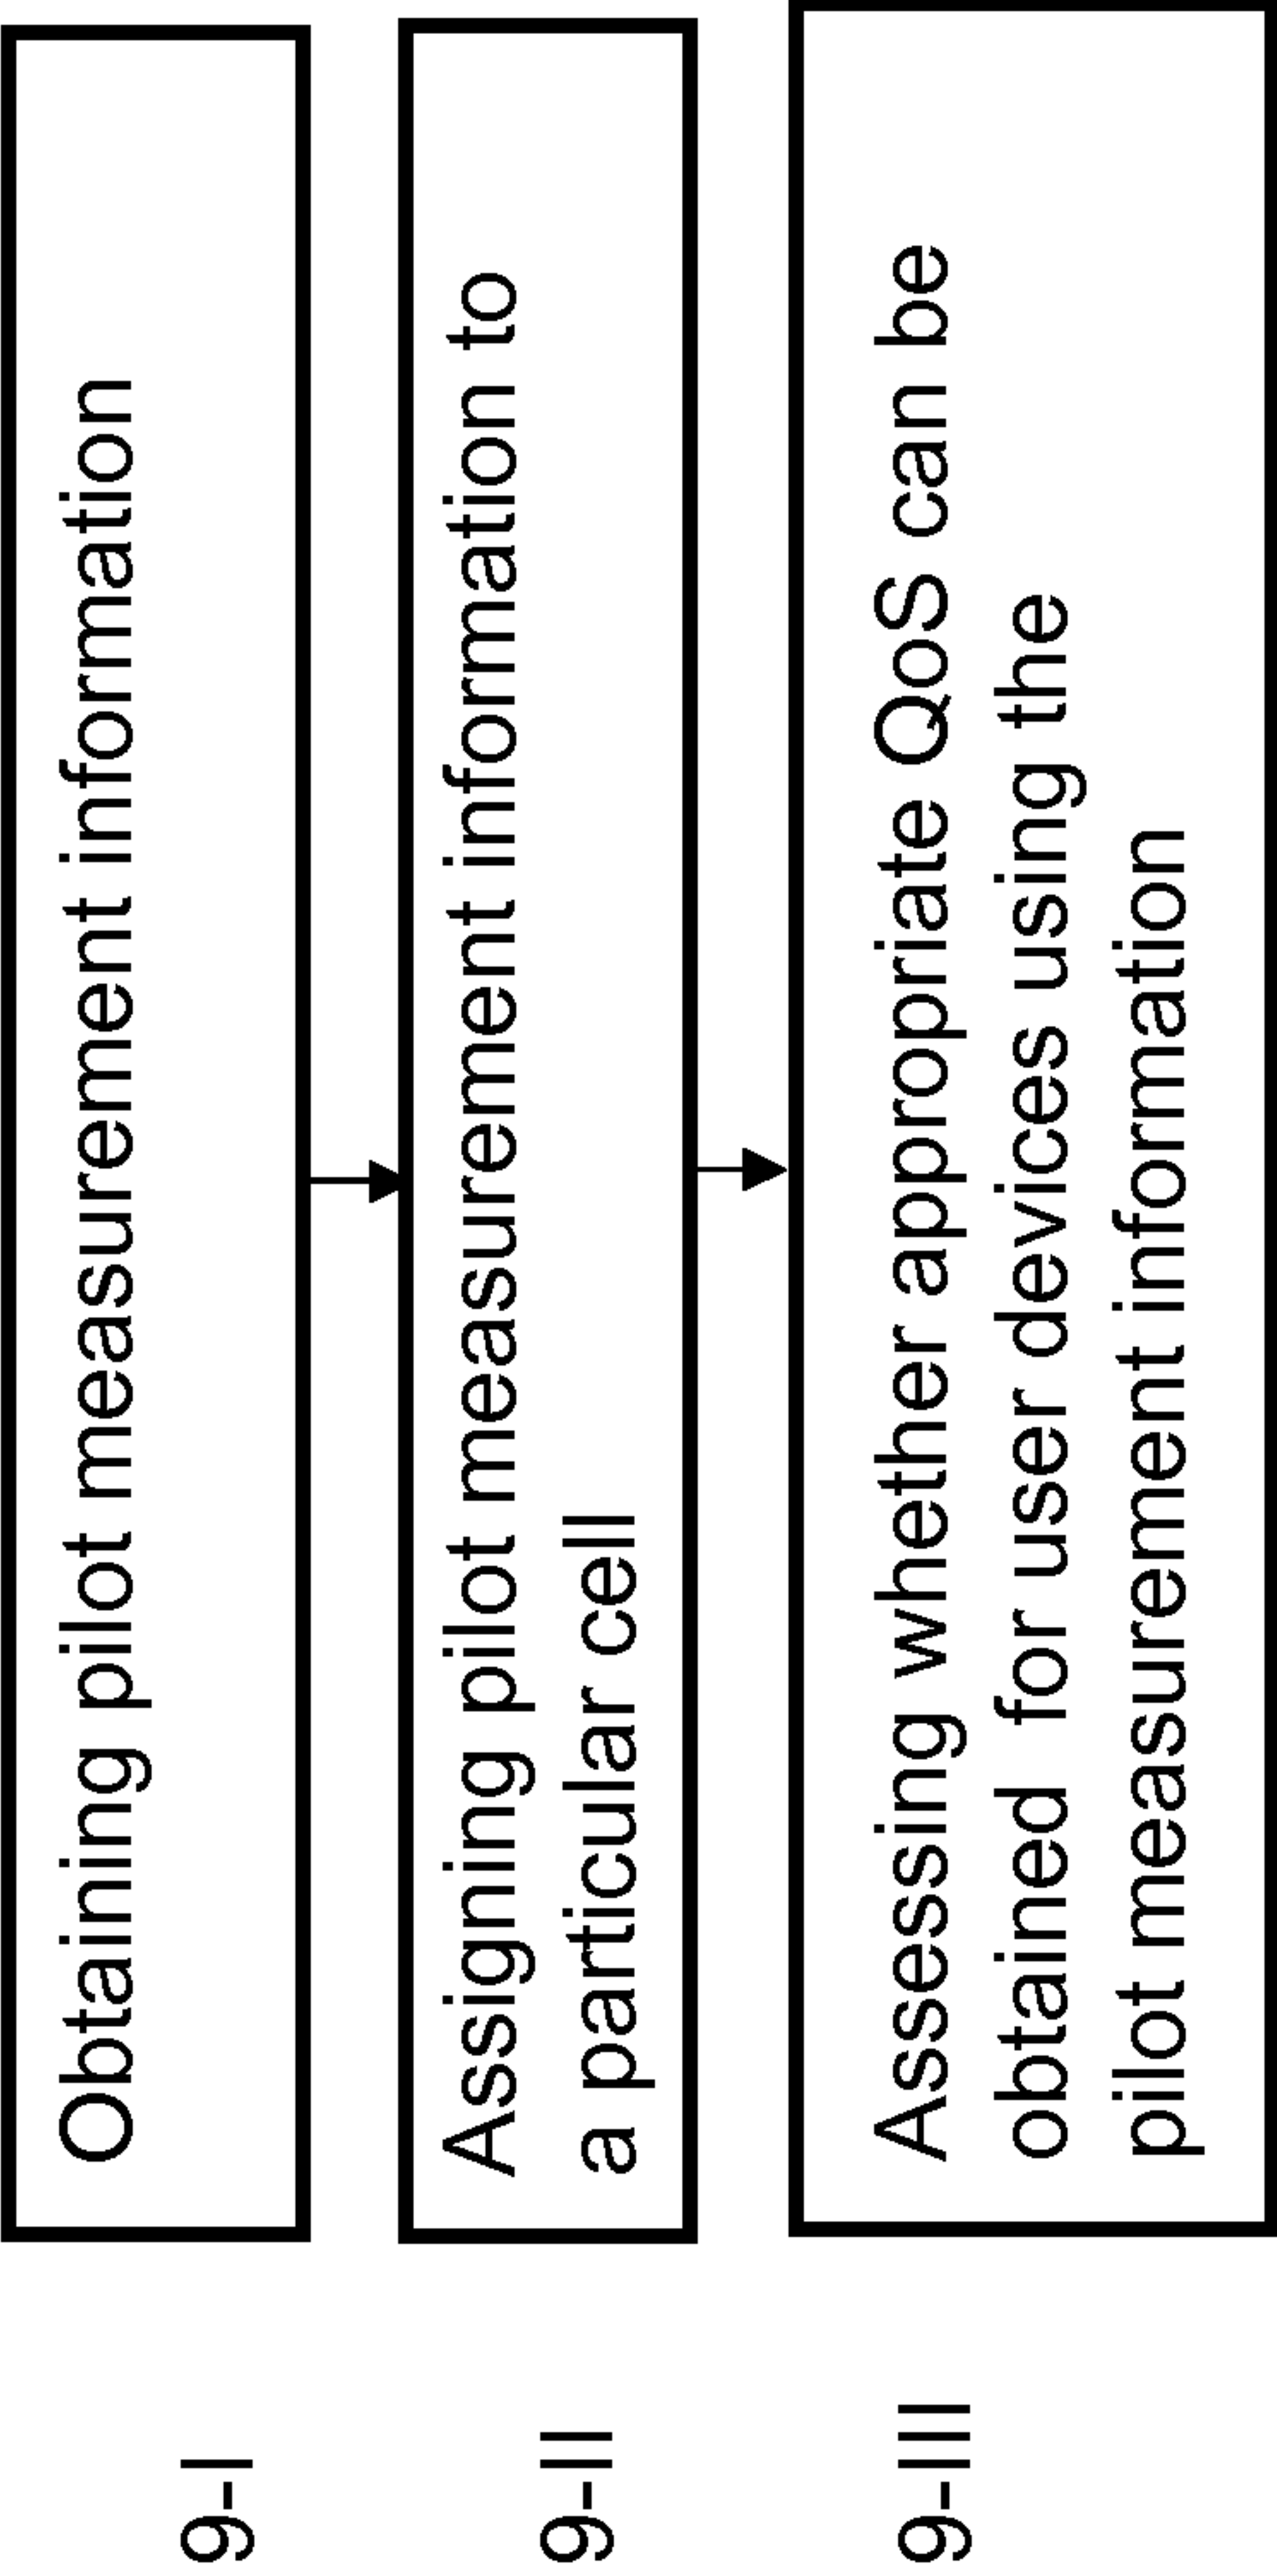 9-I
Obtaining pilot measurement information
9-II
Assigning pilot measurement information to
a particular cell
9-III
Assessing whether appropriate QoS can be
obtained for user devices using the
pilot measurement information